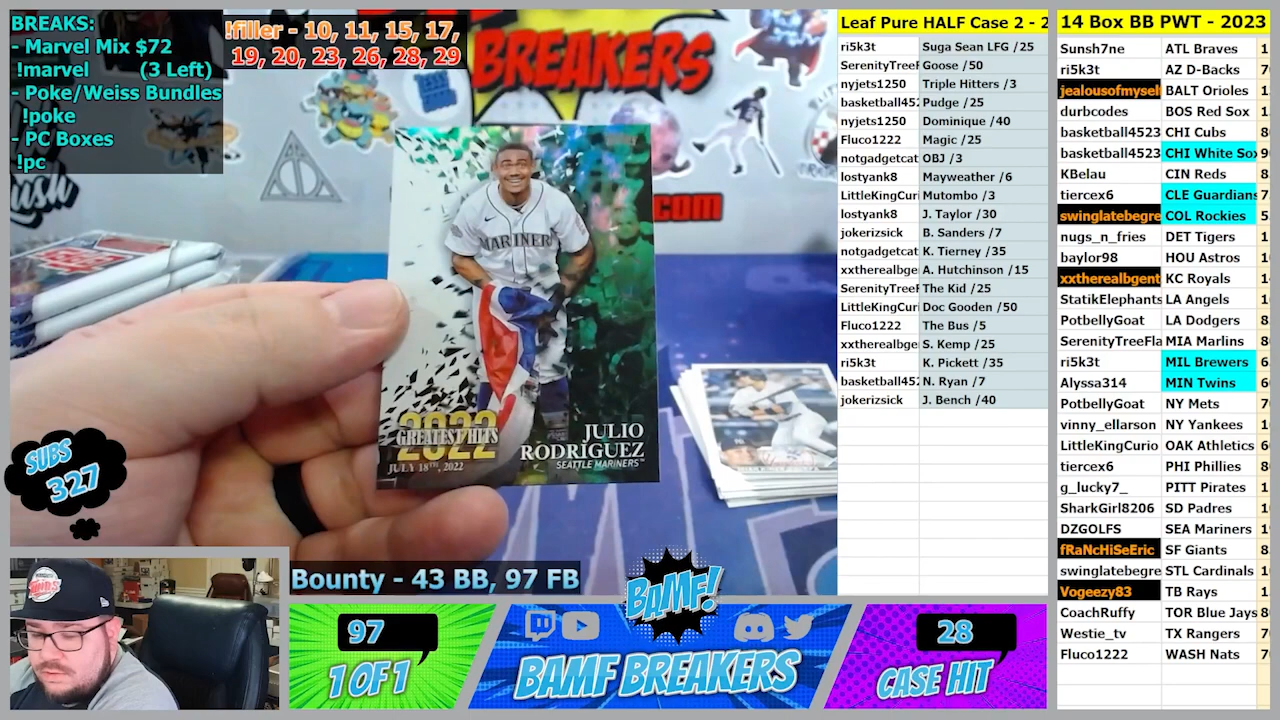 BREAKS:
- Marvel Mix $72
!marvel (3 Left)
- Poke/Weiss Bundles
!poke
- PC Boxes
!pc
!filler - 10, 11, 15, 17,
19, 20, 23, 26, 28, 29
BREAKERS
.COM
MARINERS
2022
GREATEST HITS
JULY 18TH, 2022
JULIO
RODRÍGUEZ
SEATTLE MARINERS™
SUBS
327
Bounty - 43 BB, 97 FB
BAMF!
97
1 OF 1
BAMF BREAKERS
28
CASE HIT
Leaf Pure HALF Case 2 - 2
ri5k3t Suga Sean LFG /25
SerenityTreeF Goose /50
nyjets1250 Triple Hitters /3
basketball452 Pudge /25
nyjets1250 Dominique /40
Fluco1222 Magic /25
notgadgetcat OBJ /3
lostyank8 Mayweather /6
LittleKingCuri Mutombo /3
lostyank8 J. Taylor /30
jokerizsick B. Sanders /7
notgadgetcat K. Tierney /35
xxtherealbge A. Hutchinson /15
SerenityTreeF The Kid /25
LittleKingCuri Doc Gooden /50
Fluco1222 The Bus /5
xxtherealbge S. Kemp /25
ri5k3t K. Pickett /35
basketball452 N. Ryan /7
jokerizsick J. Bench /40
14 Box BB PWT - 2023
Sunsh7ne ATL Braves
ri5k3t AZ D-Backs
jealousofmysel BALT Orioles
durbcodes BOS Red Sox
basketball4523 CHI Cubs
basketball4523 CHI White Sox
KBelau CIN Reds
tiercex6 CLE Guardians
swinglatebegre COL Rockies
nugs_n_fries DET Tigers
baylor98 HOU Astros
xxtherealbgent KC Royals
StatikElephants LA Angels
PotbellyGoat LA Dodgers
SerenityTreeFla MIA Marlins
ri5k3t MIL Brewers
Alyssa314 MIN Twins
PotbellyGoat NY Mets
vinny_ellarson NY Yankees
LittleKingCurio OAK Athletics
tiercex6 PHI Phillies
g_lucky7_ PITT Pirates
SharkGirl8206 SD Padres
DZGOLFS SEA Mariners
fRaNcHiSeEric SF Giants
swinglatebegre STL Cardinals
Vogeezy83 TB Rays
CoachRuffy TOR Blue Jays
Westie_tv TX Rangers
Fluco1222 WASH Nats